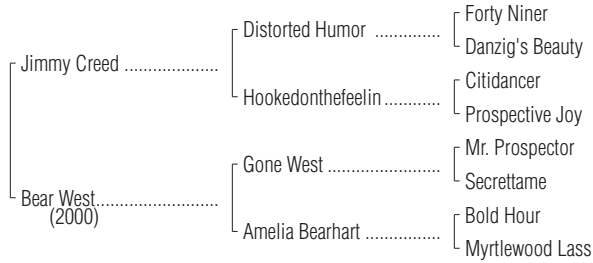 Forty Niner
Distorted Humor ..............
Danzig's Beauty
Jimmy Creed ....................
Citidancer
Hookedonthefeelin ............
Prospective Joy
Mr. Prospector
Gone West ........................
Secrettame
Bear West..........................
(2000)
Bold Hour
Amelia Bearhart ................
Myrtlewood Lass